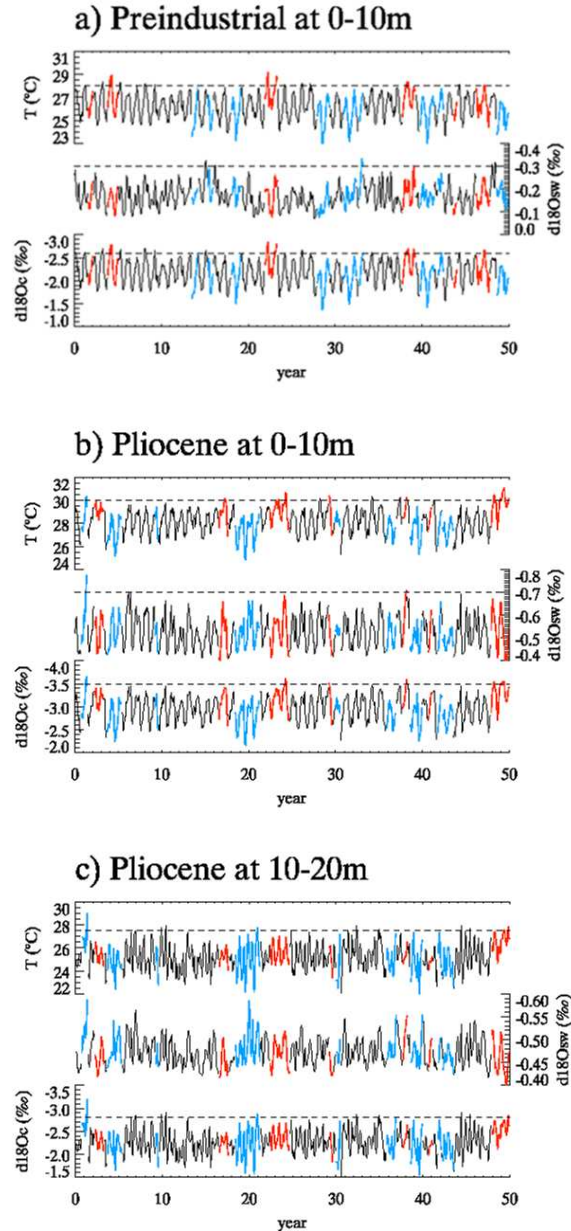 a) Preindustrial at 0-10m
31
29
27
25
23
T (°C)
-0.4
-0.3
-0.2
-0.1
0.0
d18Osw (‰)
-3.0
-2.5
-2.0
-1.5
-1.0
d18Oc (‰)
0 10 20 30 40 50
year
b) Pliocene at 0-10m
32
30
28
26
24
T (°C)
-0.8
-0.7
-0.6
-0.5
-0.4
d18Osw (‰)
-4.0
-3.5
-3.0
-2.5
-2.0
d18Oc (‰)
0 10 20 30 40 50
year
c) Pliocene at 10-20m
30
28
26
24
22
T (°C)
-0.60
-0.55
-0.50
-0.45
-0.40
d18Osw (‰)
-3.5
-3.0
-2.5
-2.0
-1.5
d18Oc (‰)
0 10 20 30 40 50
year